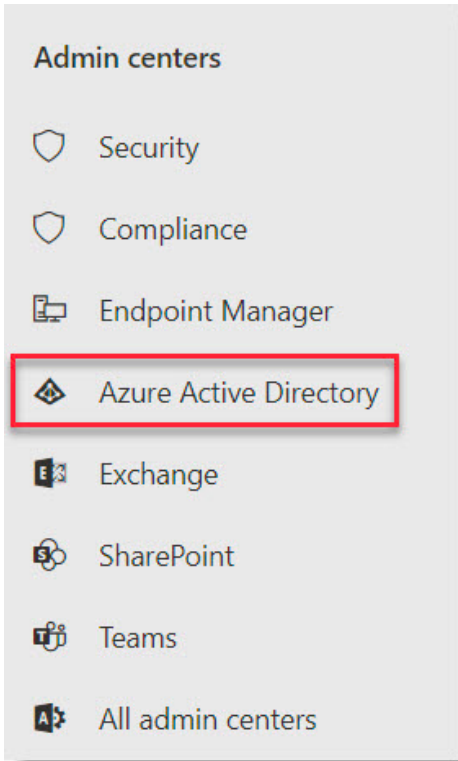 Admin centers
Security
Compliance
Endpoint Manager
Azure Active Directory
Exchange
SharePoint
Teams
All admin centers